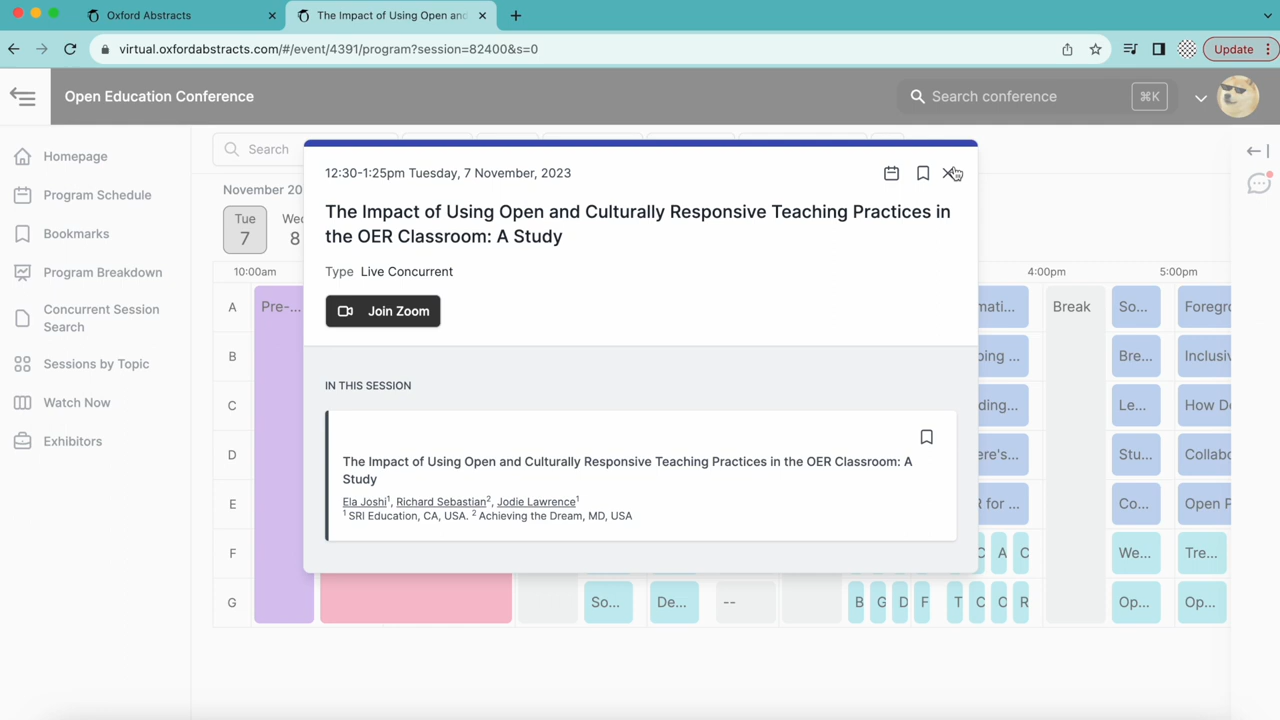 Oxford Abstracts
The Impact of Using Open and
virtual.oxfordabstracts.com/#/event/4391/program?session=82400&s=0
Update
Open Education Conference
Search conference
⌘K
Homepage
Program Schedule
Bookmarks
Program Breakdown
Concurrent Session
Search
Sessions by Topic
Watch Now
Exhibitors
Search
November 20
Tue
7
Wed
8
10:00am
4:00pm
5:00pm
12:30-1:25pm Tuesday, 7 November, 2023
The Impact of Using Open and Culturally Responsive Teaching Practices in
the OER Classroom: A Study
Type Live Concurrent
Join Zoom
IN THIS SESSION
The Impact of Using Open and Culturally Responsive Teaching Practices in the OER Classroom: A
Study
Ela Joshi¹, Richard Sebastian², Jodie Lawrence¹
¹ SRI Education, CA, USA. ² Achieving the Dream, MD, USA
A Pre-... mati... Break So... Foregr
B ping ... Bre... Inclusiv
C ding... Le... How Do
D ere's... Stu... Collabo
E R for ... Co... Open P
F C A C We... Tre...
G So... De... -- B G D F T C O R Op... Op...